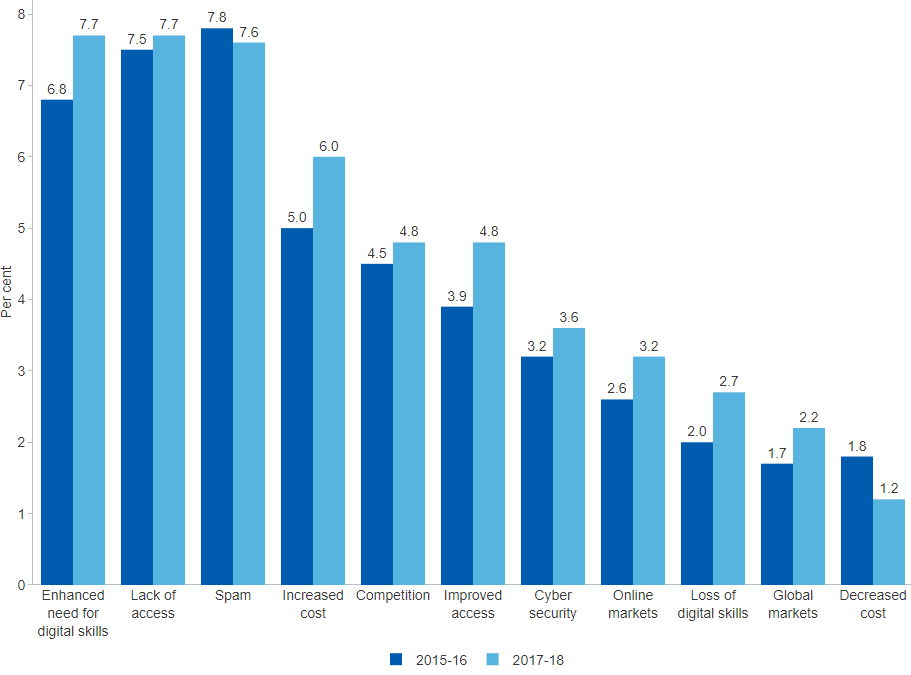 8
7
6
5
4
3
2
1
0
Per cent
6.8
7.7
7.5
7.7
7.8
7.6
5.0
6.0
4.5
4.8
3.9
4.8
3.2
3.6
2.6
3.2
2.0
2.7
1.7
2.2
1.8
1.2
Enhanced
need for
digital skills
Lack of
access
Spam
Increased
cost
Competition
Improved
access
Cyber
security
Online
markets
Loss of
digital skills
Global
markets
Decreased
cost
2015-16
2017-18